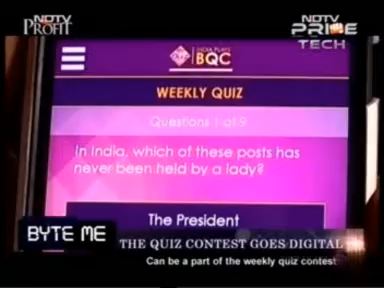 NDTV
PROFIT
NDTV
PRIME
TECH
INDIA PLAYS
BQC
WEEKLY QUIZ
Questions 1 of 9
In India, which of these posts has
never been held by a lady?
The President
BYTE ME
THE QUIZ CONTEST GOES DIGITAL
Can be a part of the weekly quiz contest